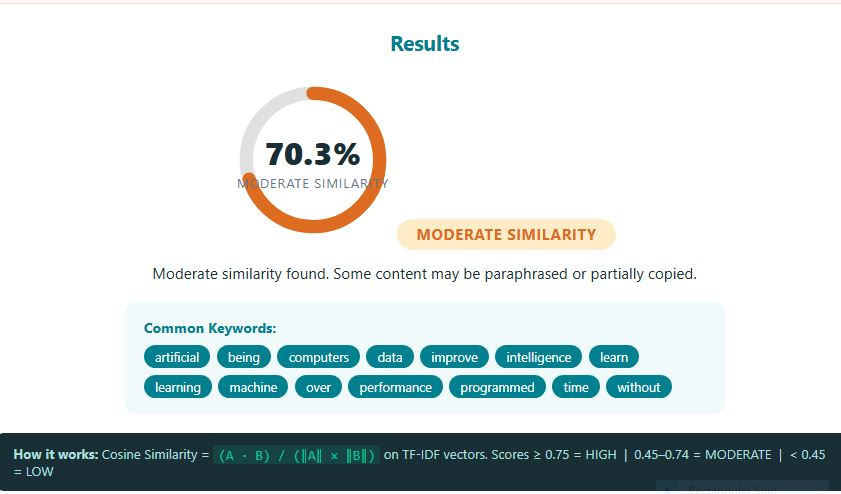 Results
70.3%
MODERATE SIMILARITY
MODERATE SIMILARITY
Moderate similarity found. Some content may be paraphrased or partially copied.
Common Keywords:
artificial being computers data improve intelligence learn
learning machine over performance programmed time without
How it works: Cosine Similarity = (A · B) / (‖A‖ × ‖B‖) on TF-IDF vectors. Scores ≥ 0.75 = HIGH | 0.45–0.74 = MODERATE | < 0.45
= LOW
Rectangular Snip